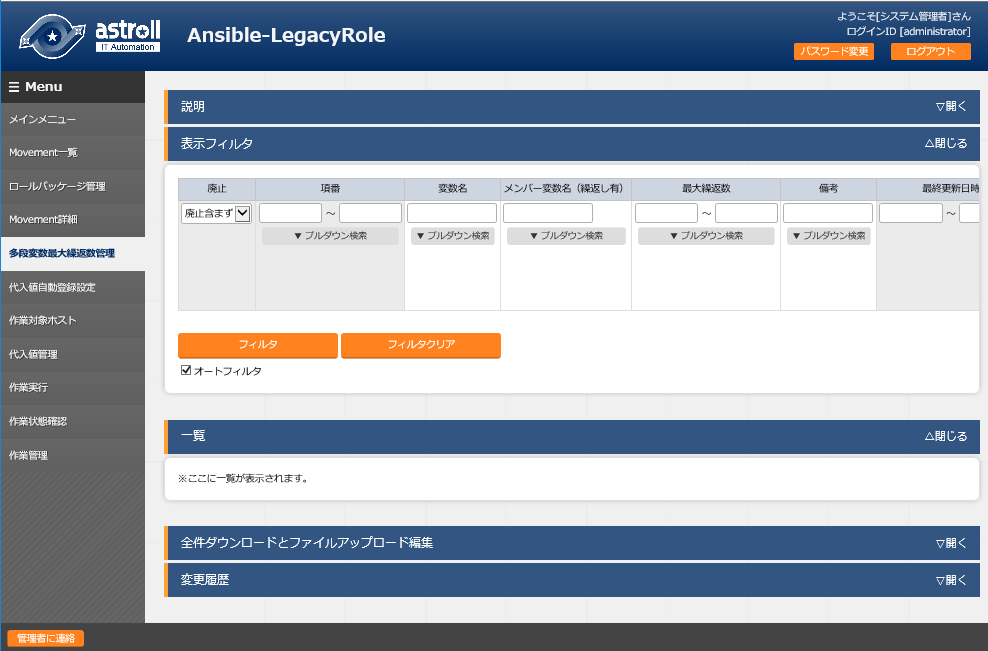 astroll
IT Automation
Ansible-LegacyRole
ようこそ[システム管理者]さん
ログインID [administrator]
パスワード変更 ログアウト
☰ Menu
メインメニュー
Movement一覧
ロールパッケージ管理
Movement詳細
多段変数最大繰返数管理
代入値自動登録設定
作業対象ホスト
代入値管理
作業実行
作業状態確認
作業管理
説明 ▽開く
表示フィルタ △閉じる
廃止 項番 変数名 メンバー変数名（繰返し有） 最大繰返数 備考 最終更新日時
廃止含まず ～ ～ ～
▼プルダウン検索 ▼プルダウン検索 ▼プルダウン検索 ▼プルダウン検索 ▼プルダウン検索
フィルタ フィルタクリア
オートフィルタ
一覧 △閉じる
※ここに一覧が表示されます。
全件ダウンロードとファイルアップロード編集 ▽開く
変更履歴 ▽開く
管理者に連絡